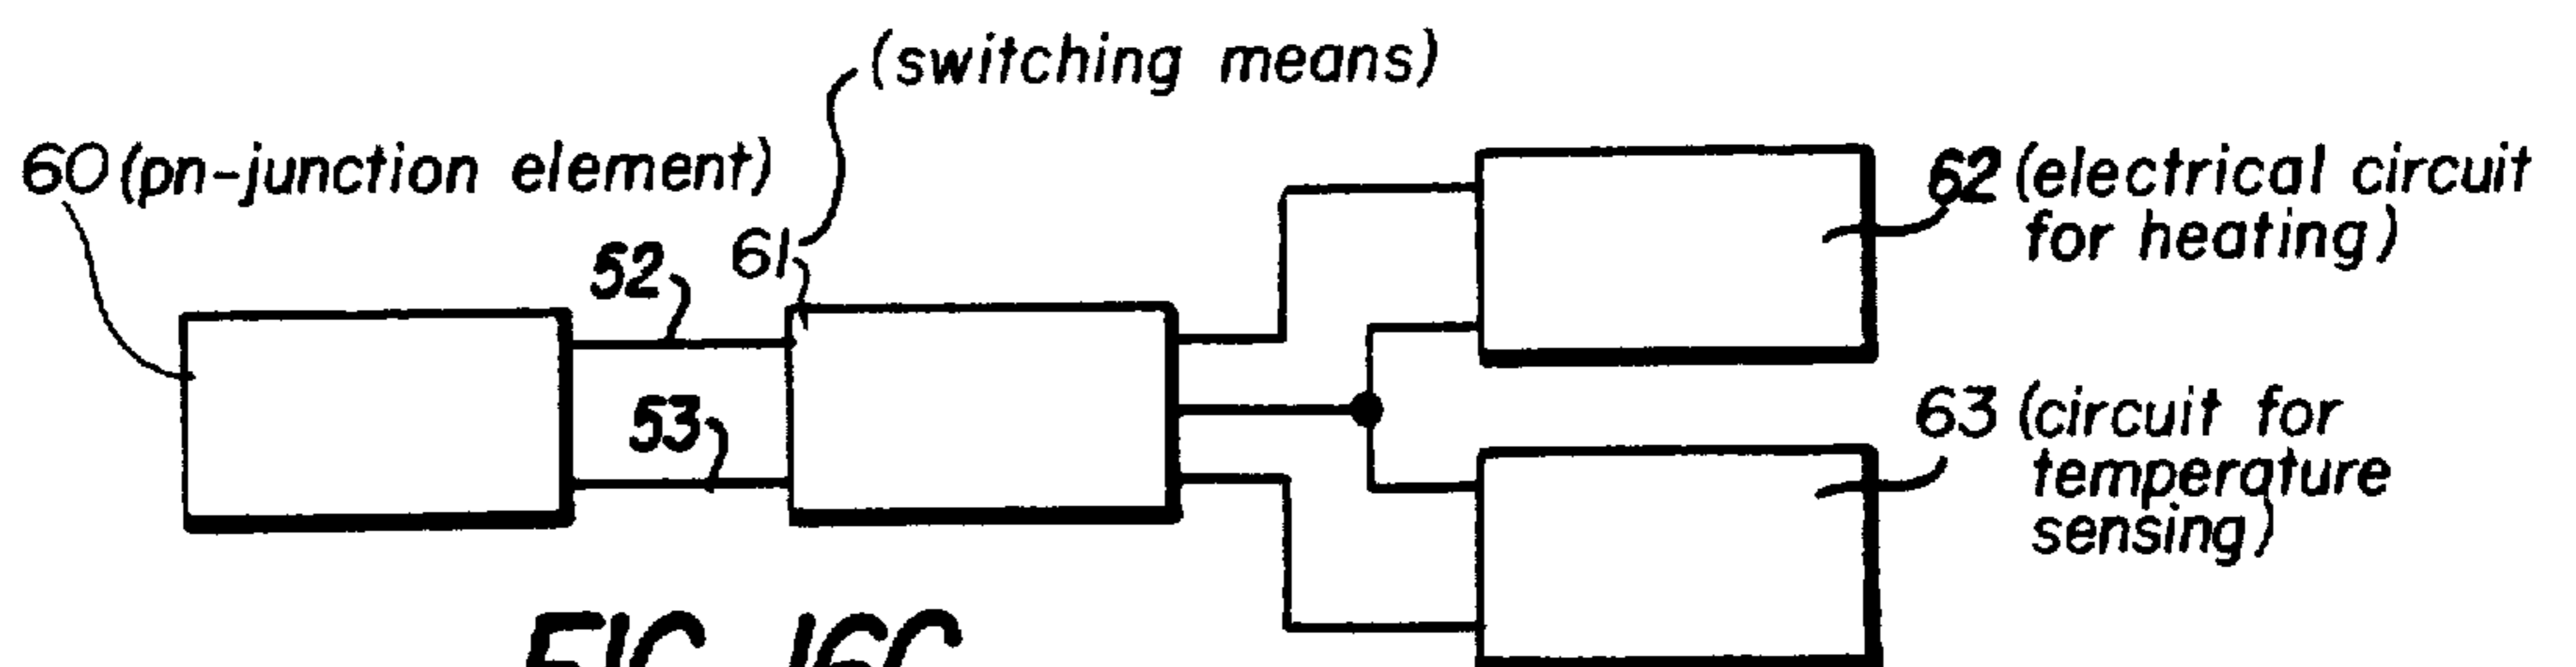 (switching means)
60 (pn-junction element)
62 (electrical circuit
for heating)
61
52
53
63 (circuit for
temperature
sensing)
FIG. 16C